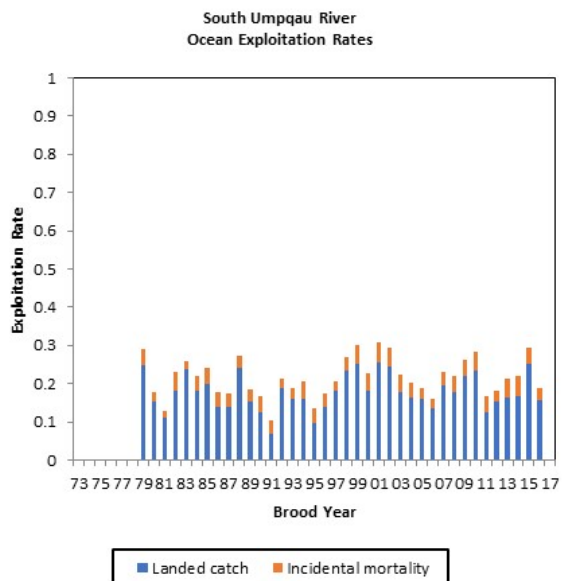 South Umpqau River
Ocean Exploitation Rates
Exploitation Rate
1
0.9
0.8
0.7
0.6
0.5
0.4
0.3
0.2
0.1
0
73 75 77 79 81 83 85 87 89 91 93 95 97 99 01 03 05 07 09 11 13 15 17
Brood Year
Landed catch Incidental mortality